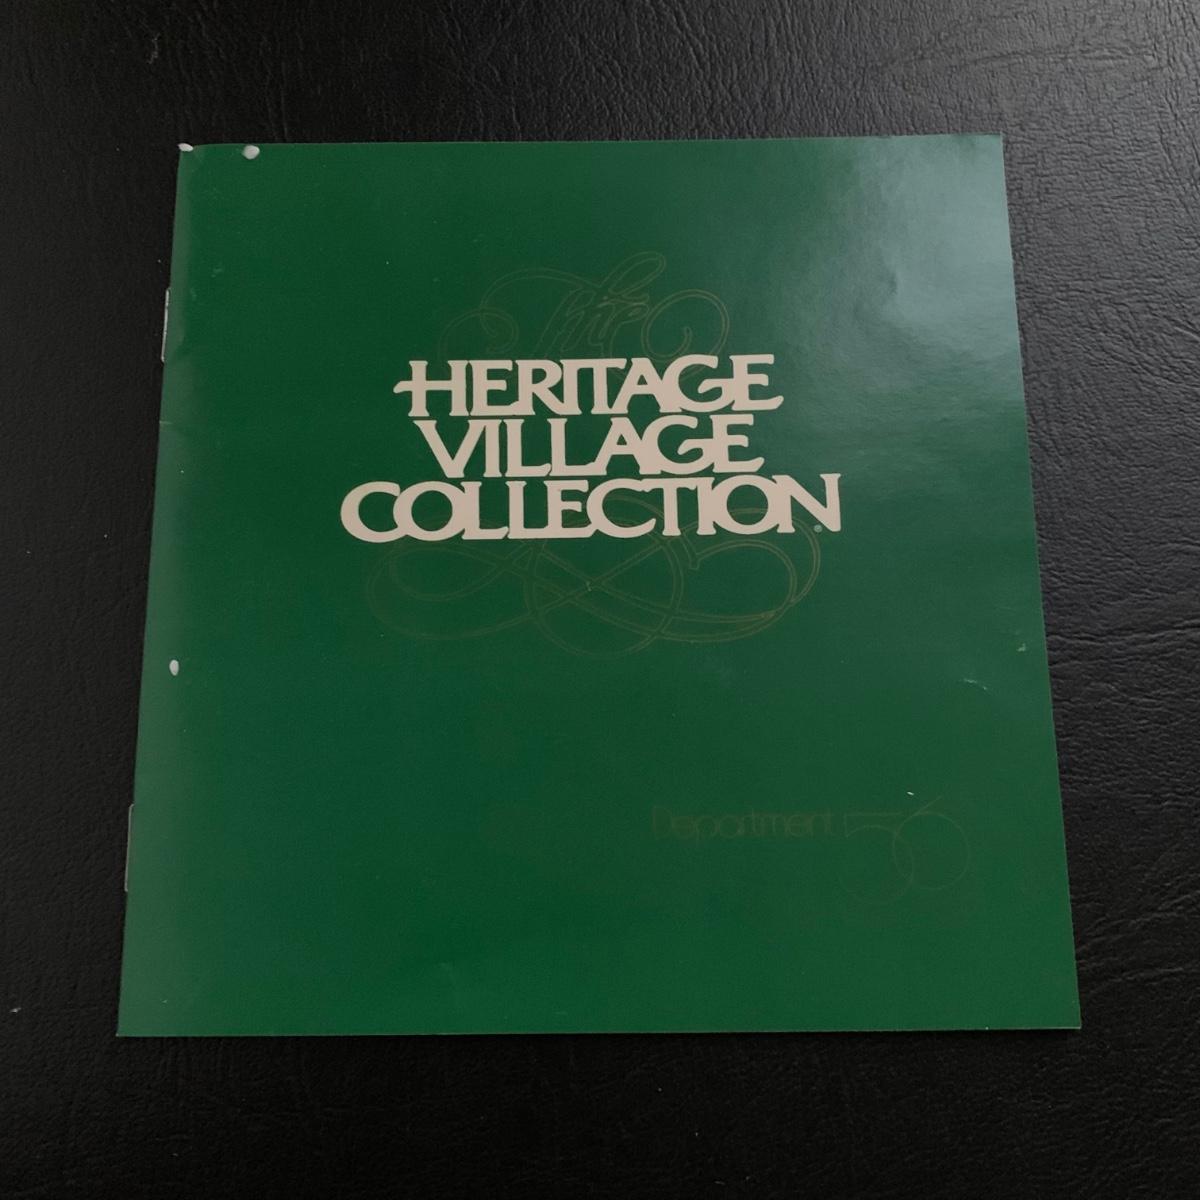 The
HERITAGE
VILLAGE
COLLECTION®
Department 56